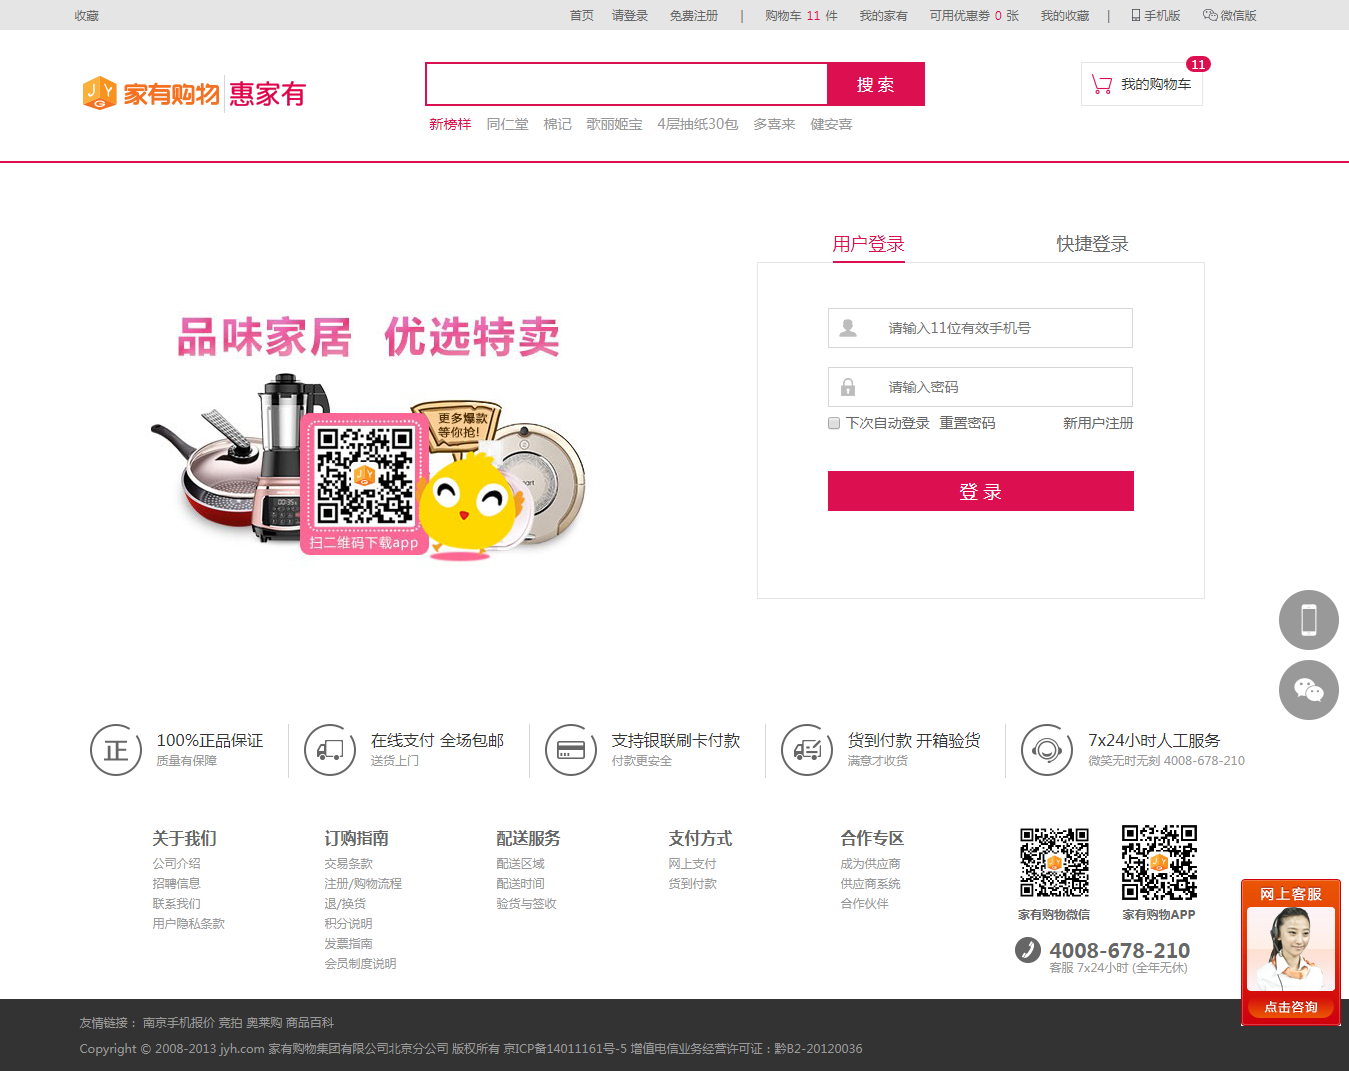 收藏
首页 请登录 免费注册 | 购物车 11 件 我的家有 可用优惠券 0 张 我的收藏 | 手机版 微信版
JYG 家有购物 惠家有
搜 索
11
我的购物车
新榜样 同仁堂 棉记 歌丽姬宝 4层抽纸30包 多喜来 健安喜
用户登录 快捷登录
品味家居 优选特卖
更多爆款
等你抢!
扫二维码下载app
请输入11位有效手机号
请输入密码
下次自动登录 重置密码 新用户注册
登 录
正
100%正品保证
质量有保障
在线支付 全场包邮
送货上门
支持银联刷卡付款
付款更安全
货到付款 开箱验货
满意才收货
7x24小时人工服务
微笑无时无刻 4008-678-210
关于我们
公司介绍
招聘信息
联系我们
用户隐私条款
订购指南
交易条款
注册/购物流程
退/换货
积分说明
发票指南
会员制度说明
配送服务
配送区域
配送时间
验货与签收
支付方式
网上支付
货到付款
合作专区
成为供应商
供应商系统
合作伙伴
家有购物微信 家有购物APP
4008-678-210
客服 7x24小时 (全年无休)
网上客服
点击咨询
友情链接： 南京手机报价 竞拍 奥莱购 商品百科
Copyright © 2008-2013 jyh.com 家有购物集团有限公司北京分公司 版权所有 京ICP备14011161号-5 增值电信业务经营许可证：黔B2-20120036